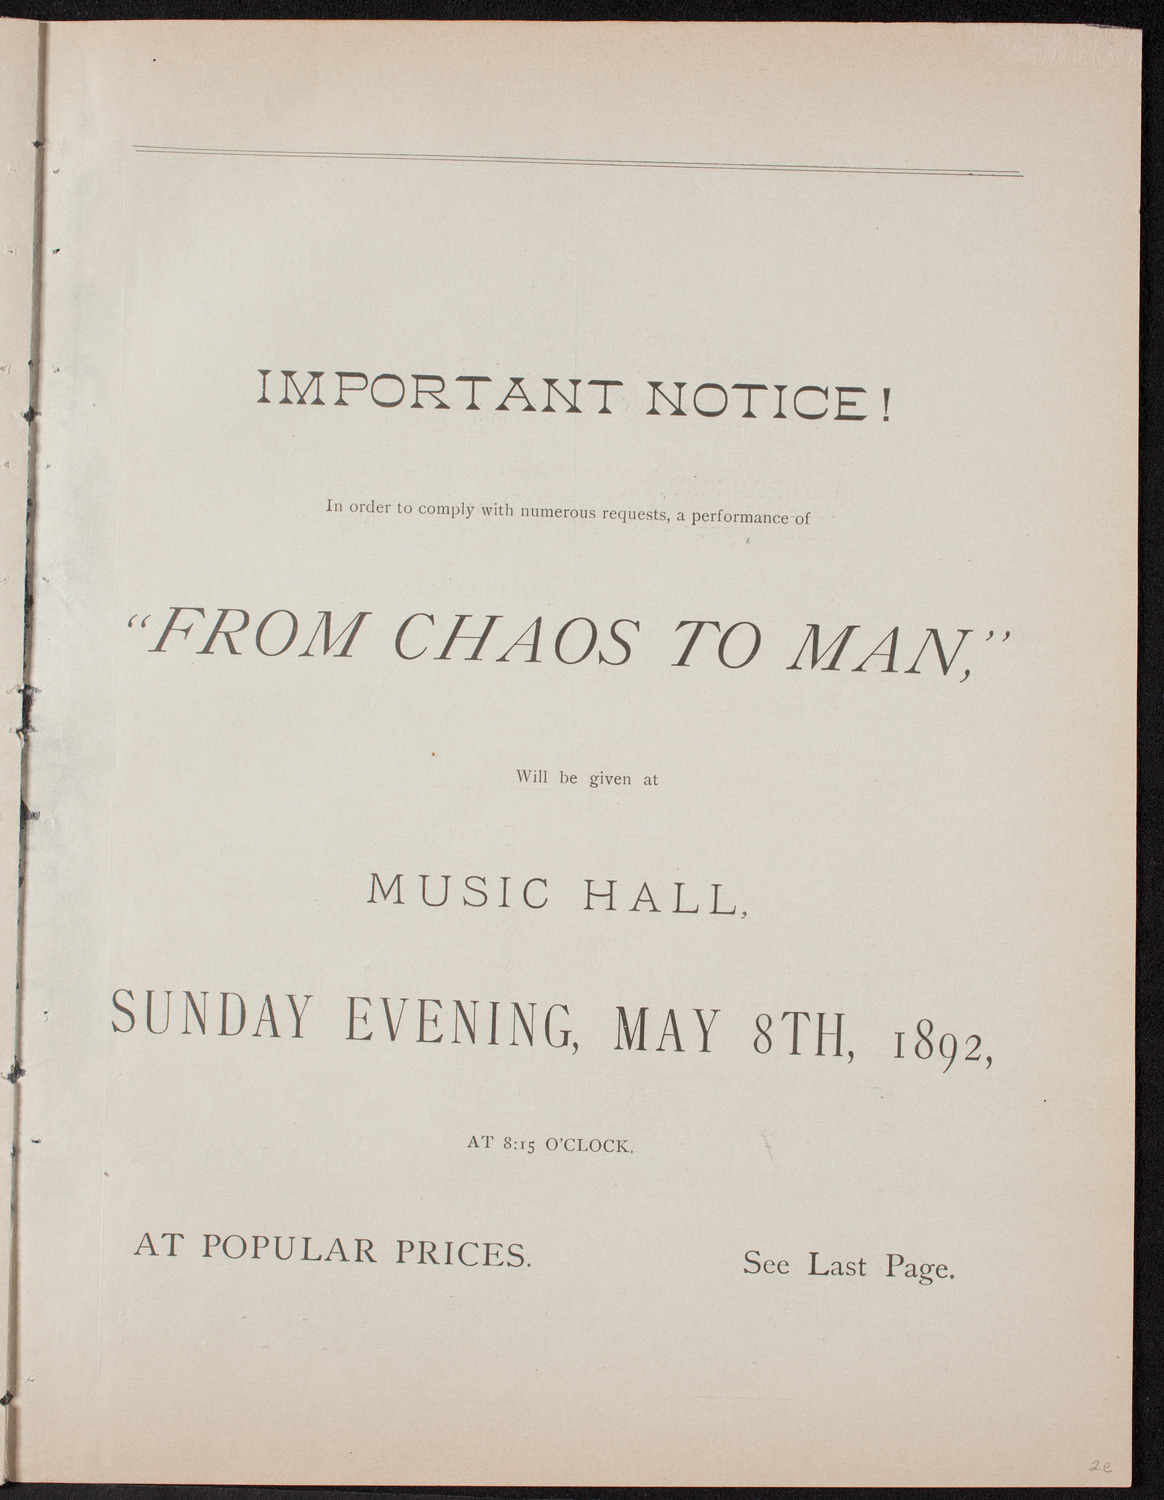 IMPORTANT NOTICE!
In order to comply with numerous requests, a performance of
“FROM CHAOS TO MAN,”
Will be given at
MUSIC HALL,
SUNDAY EVENING, MAY 8TH, 1892,
AT 8:15 O'CLOCK.
AT POPULAR PRICES. See Last Page.
2e